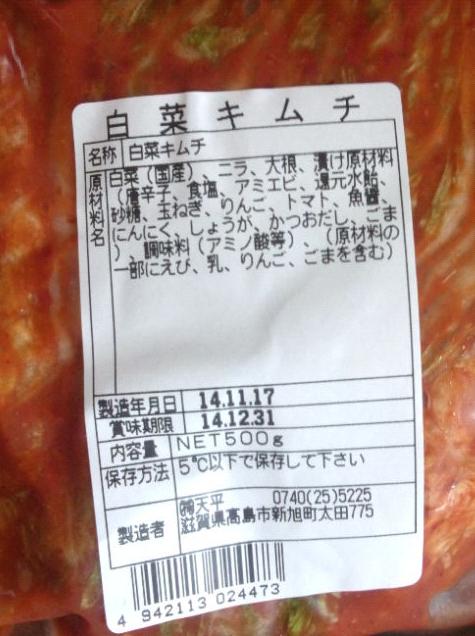 白菜キムチ
名称 白菜キムチ
原材料名 白菜（国産）、ニラ、大根、漬け原材料
（唐辛子、食塩、アミエビ、還元水飴、
砂糖、玉ねぎ、りんご、トマト、魚醤、
にんにく、しょうが、かつおだし、ごま
）、調味料（アミノ酸等）、（原材料の
一部にえび、乳、りんご、ごまを含む）
製造年月日 14.11.17
賞味期限 14.12.31
内容量 NET500g
保存方法 5℃以下で保存して下さい
製造者 ㈱天平 0740(25)5225
滋賀県高島市新旭町太田775
4 942113 024473